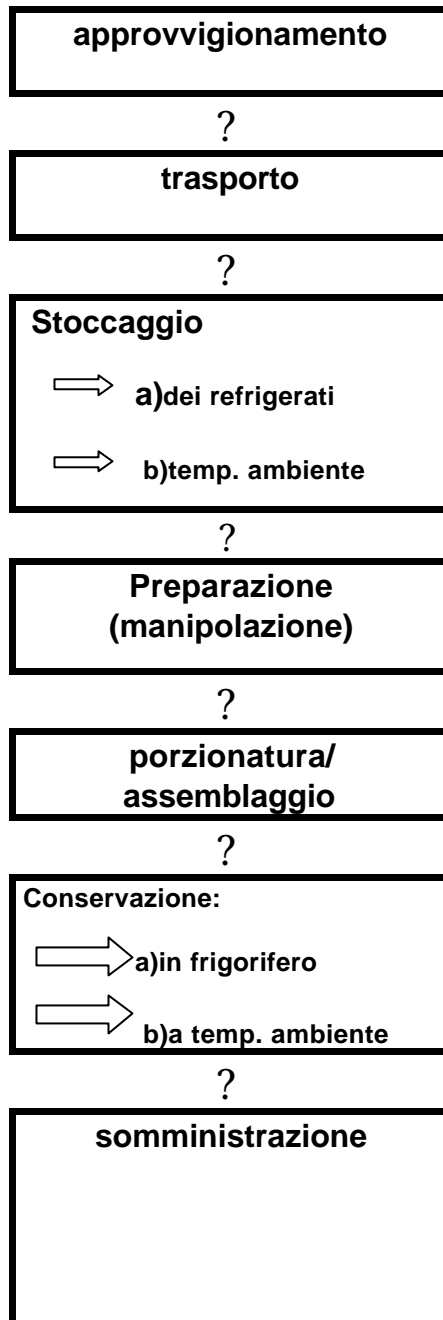 approvvigionamento
?
trasporto
?
Stoccaggio
a)dei refrigerati
b)temp. ambiente
?
Preparazione
(manipolazione)
?
porzionatura/
assemblaggio
?
Conservazione:
a)in frigorifero
b)a temp. ambiente
?
somministrazione